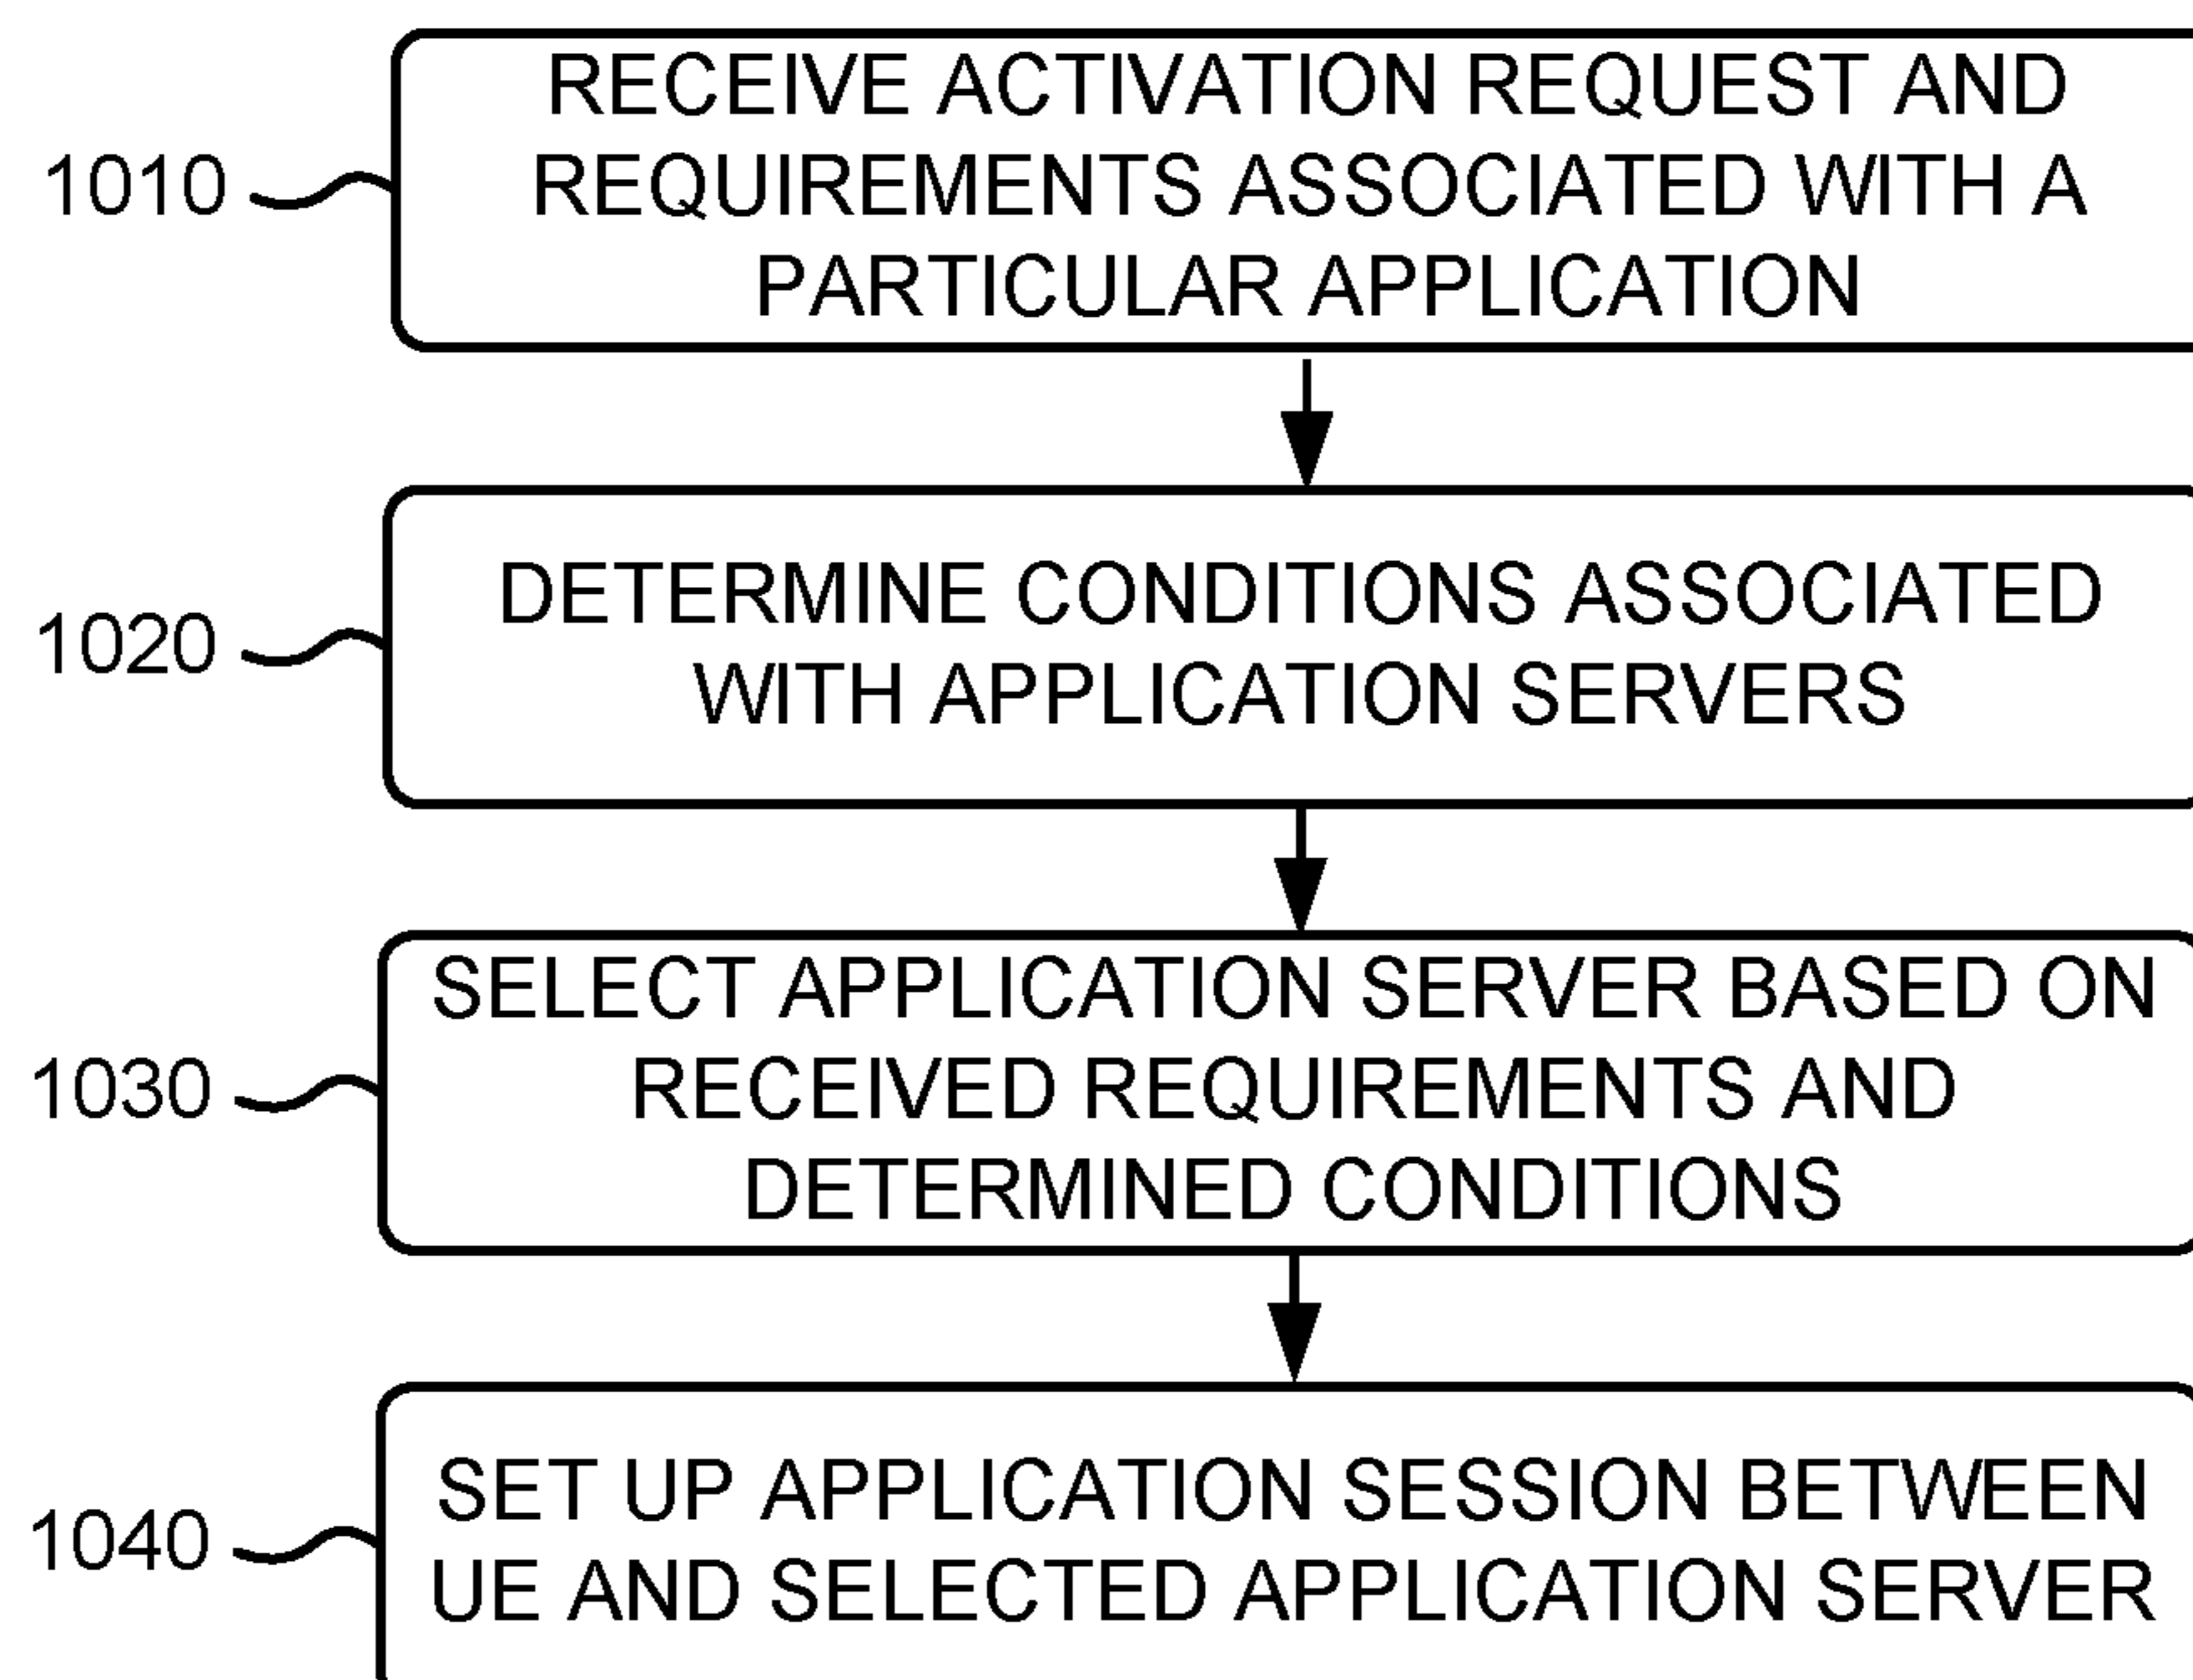 1010
RECEIVE ACTIVATION REQUEST AND
REQUIREMENTS ASSOCIATED WITH A
PARTICULAR APPLICATION
1020
DETERMINE CONDITIONS ASSOCIATED
WITH APPLICATION SERVERS
1030
SELECT APPLICATION SERVER BASED ON
RECEIVED REQUIREMENTS AND
DETERMINED CONDITIONS
1040
SET UP APPLICATION SESSION BETWEEN
UE AND SELECTED APPLICATION SERVER